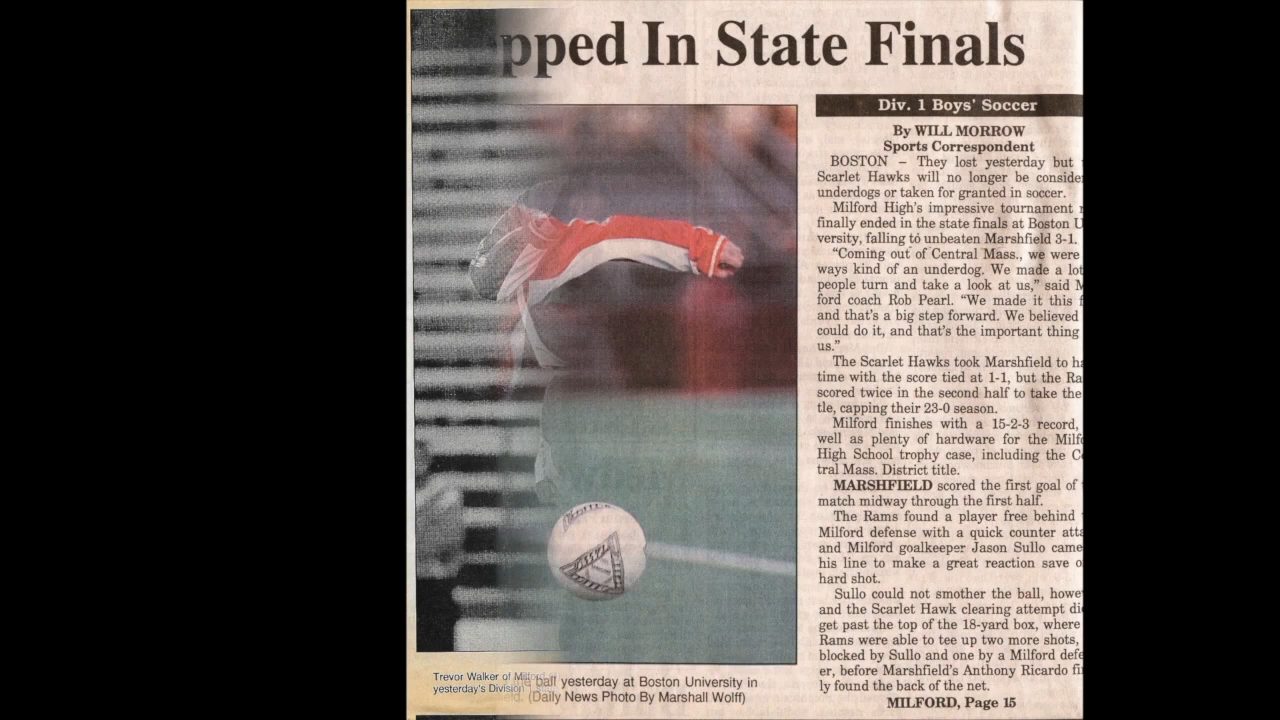 pped In State Finals
Div. 1 Boys' Soccer
By WILL MORROW
Sports Correspondent
BOSTON – They lost yesterday but
Scarlet Hawks will no longer be conside
underdogs or taken for granted in soccer.
Milford High's impressive tournament
finally ended in the state finals at Boston U
versity, falling to unbeaten Marshfield 3-1.
“Coming out of Central Mass., we were
ways kind of an underdog. We made a lot
people turn and take a look at us,” said M
ford coach Rob Pearl. “We made it this f
and that's a big step forward. We believed
could do it, and that's the important thing
us.”
The Scarlet Hawks took Marshfield to ha
time with the score tied at 1-1, but the Ra
scored twice in the second half to take the
tle, capping their 23-0 season.
Milford finishes with a 15-2-3 record,
well as plenty of hardware for the Milfo
High School trophy case, including the Ce
tral Mass. District title.
MARSHFIELD scored the first goal of
match midway through the first half.
The Rams found a player free behind
Milford defense with a quick counter atta
and Milford goalkeeper Jason Sullo came
his line to make a great reaction save o
hard shot.
Sullo could not smother the ball, howe
and the Scarlet Hawk clearing attempt di
get past the top of the 18-yard box, where
Rams were able to tee up two more shots,
blocked by Sullo and one by a Milford defe
er, before Marshfield's Anthony Ricardo fi
ly found the back of the net.
MILFORD, Page 15
Trevor Walker of
yesterday's Division
ball yesterday at Boston University in
(Daily News Photo By Marshall Wolff)